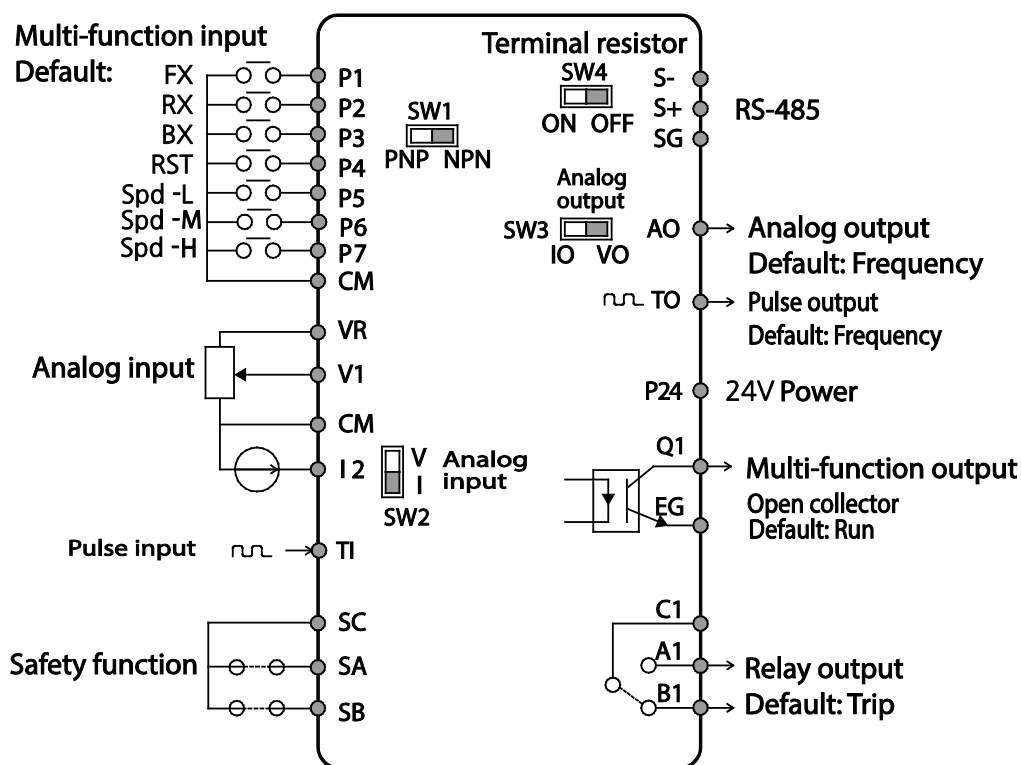 Multi-function input
Default:
FX
RX
BX
RST
Spd -L
Spd -M
Spd -H
P1
P2
P3
P4
P5
P6
P7
CM
SW1
PNP NPN
Terminal resistor
SW4
ON OFF
S-
S+
SG
RS-485
Analog
output
SW3
IO VO
AO
Analog output
Default: Frequency
TO
Pulse output
Default: Frequency
Analog input
VR
V1
CM
I 2
V
I
Analog
input
SW2
P24
24V Power
Q1
EG
Multi-function output
Open collector
Default: Run
Pulse input
TI
Safety function
SC
SA
SB
C1
A1
B1
Relay output
Default: Trip